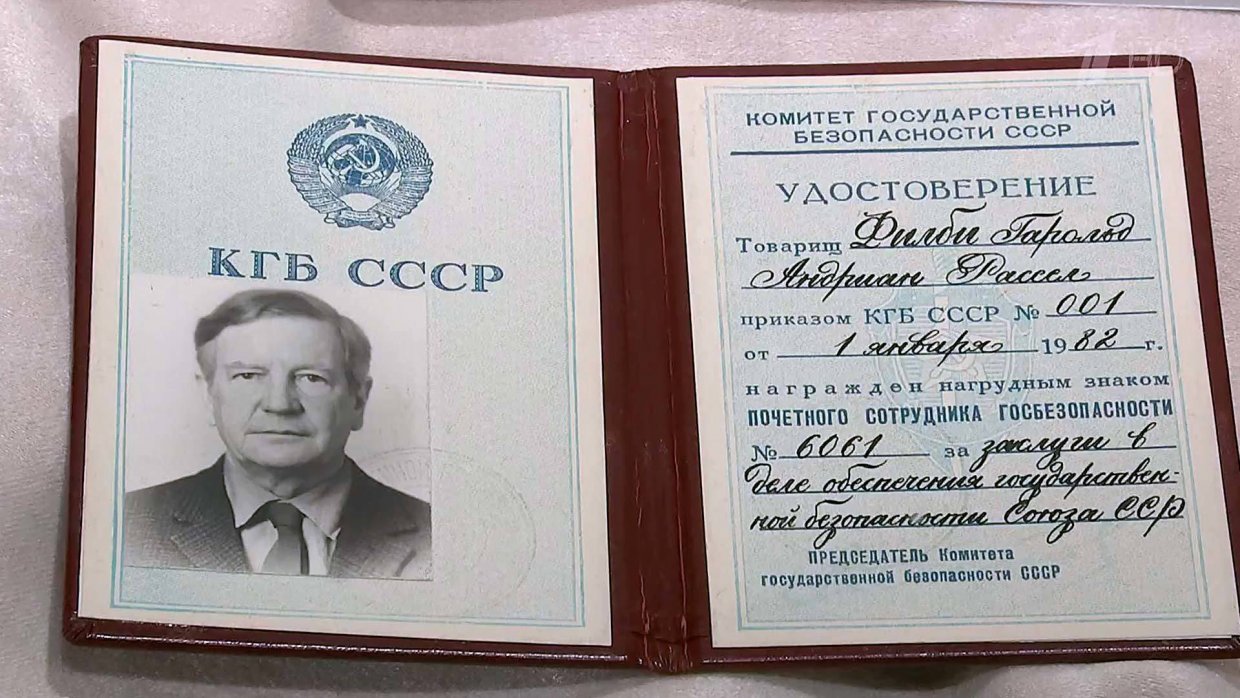 КГБ СССР
КОМИТЕТ ГОСУДАРСТВЕННОЙ
БЕЗОПАСНОСТИ СССР
УДОСТОВЕРЕНИЕ
Товарищ Филби Гарольд
Андриан Рассел
приказом КГБ СССР № 001
от 1 января 1982 г.
награжден нагрудным знаком
ПОЧЕТНОГО СОТРУДНИКА ГОСБЕЗОПАСНОСТИ
№ 6061 за заслуги в
деле обеспечения государствен-
ной безопасности Союза ССР
ПРЕДСЕДАТЕЛЬ Комитета
государственной безопасности СССР